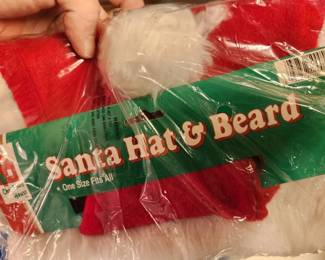 Santa Hat & Beard
• One Size Fits All